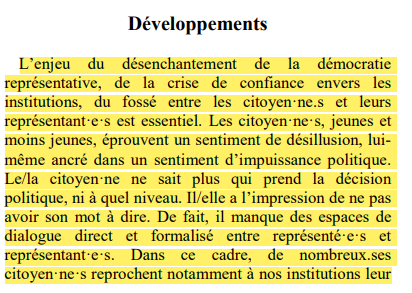 Développements
L'enjeu du désenchantement de la démocratie
représentative, de la crise de confiance envers les
institutions, du fossé entre les citoyen·ne.s et leurs
représentant·e·s est essentiel. Les citoyen·ne·s, jeunes et
moins jeunes, éprouvent un sentiment de désillusion, lui-
même ancré dans un sentiment d'impuissance politique.
Le/la citoyen·ne ne sait plus qui prend la décision
politique, ni à quel niveau. Il/elle a l'impression de ne pas
avoir son mot à dire. De fait, il manque des espaces de
dialogue direct et formalisé entre représenté·e·s et
représentant·e·s. Dans ce cadre, de nombreux.ses
citoyen·ne·s reprochent notamment à nos institutions leur